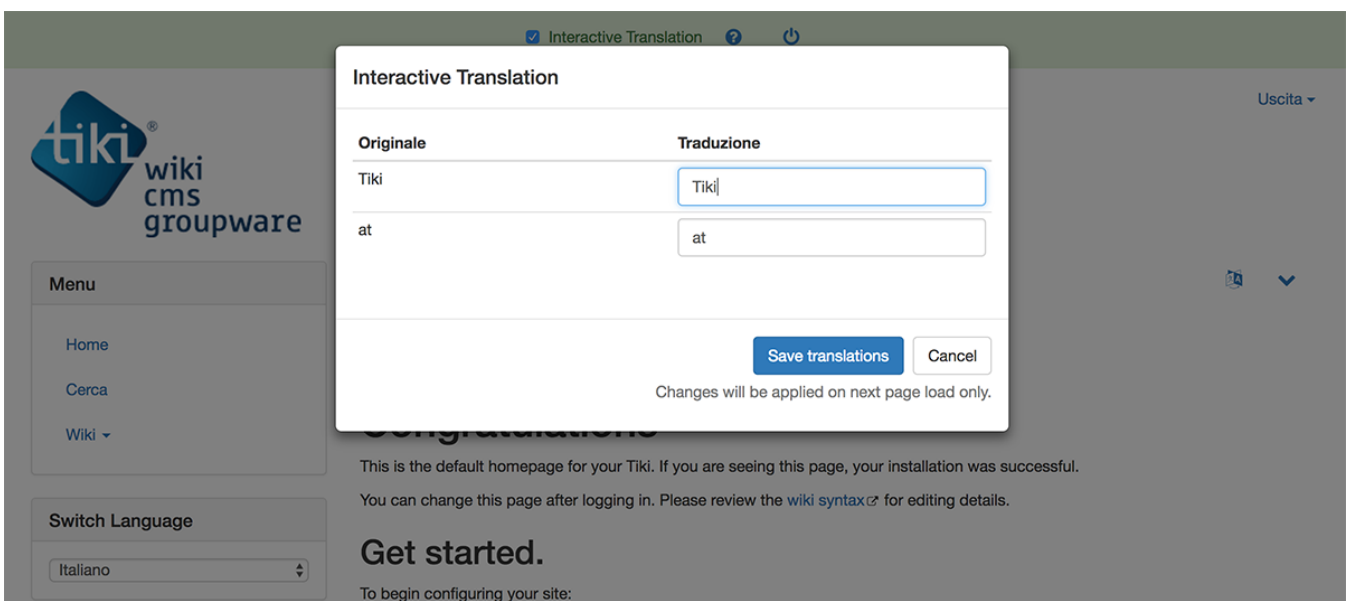 Interactive Translation
Interactive Translation
Uscita
tiki®
wiki
cms
groupware
Originale Traduzione
Tiki Tiki
at at
Menu
Home
Cerca
Wiki
Save translations Cancel
Changes will be applied on next page load only.
Congratulations
This is the default homepage for your Tiki. If you are seeing this page, your installation was successful.
You can change this page after logging in. Please review the wiki syntax for editing details.
Switch Language
Italiano
Get started.
To begin configuring your site: